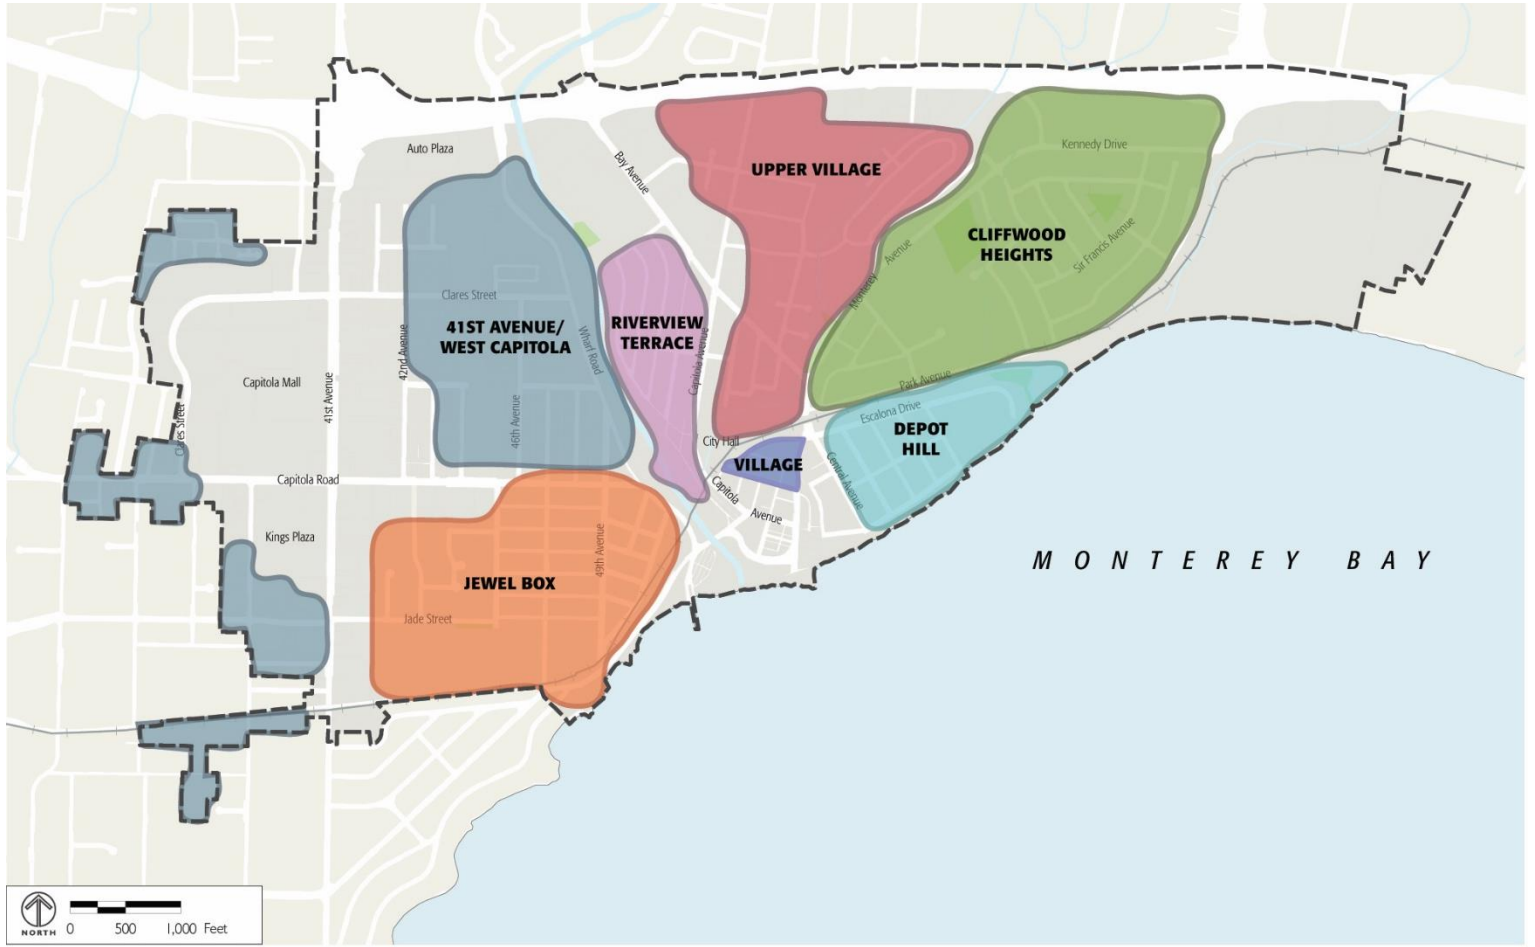 Auto Plaza
Bay Avenue
Kennedy Drive
UPPER VILLAGE
CLIFFWOOD
HEIGHTS
Sir Francis Avenue
Monterey
Avenue
Clares Street
41ST AVENUE/
WEST CAPITOLA
RIVERVIEW
TERRACE
Wharf Road
Capitola Avenue
42nd Avenue
Capitola Mall
41st Avenue
Park Avenue
Clares Street
46th Avenue
Escalona Drive
DEPOT
HILL
City Hall
VILLAGE
Central Avenue
Capitola Road
Capitola
Avenue
Kings Plaza
49th Avenue
MONTEREY BAY
JEWEL BOX
Jade Street
NORTH
0 500 1,000 Feet